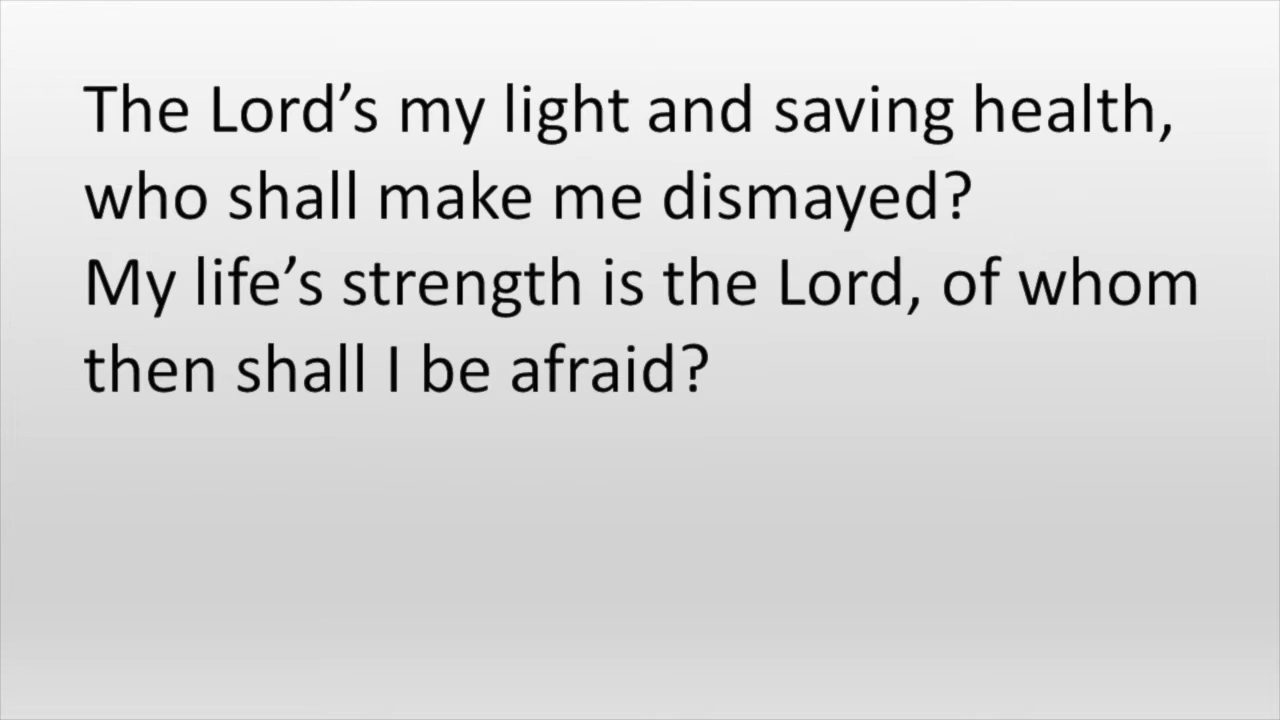 The Lord’s my light and saving health,
who shall make me dismayed?
My life’s strength is the Lord, of whom
then shall I be afraid?